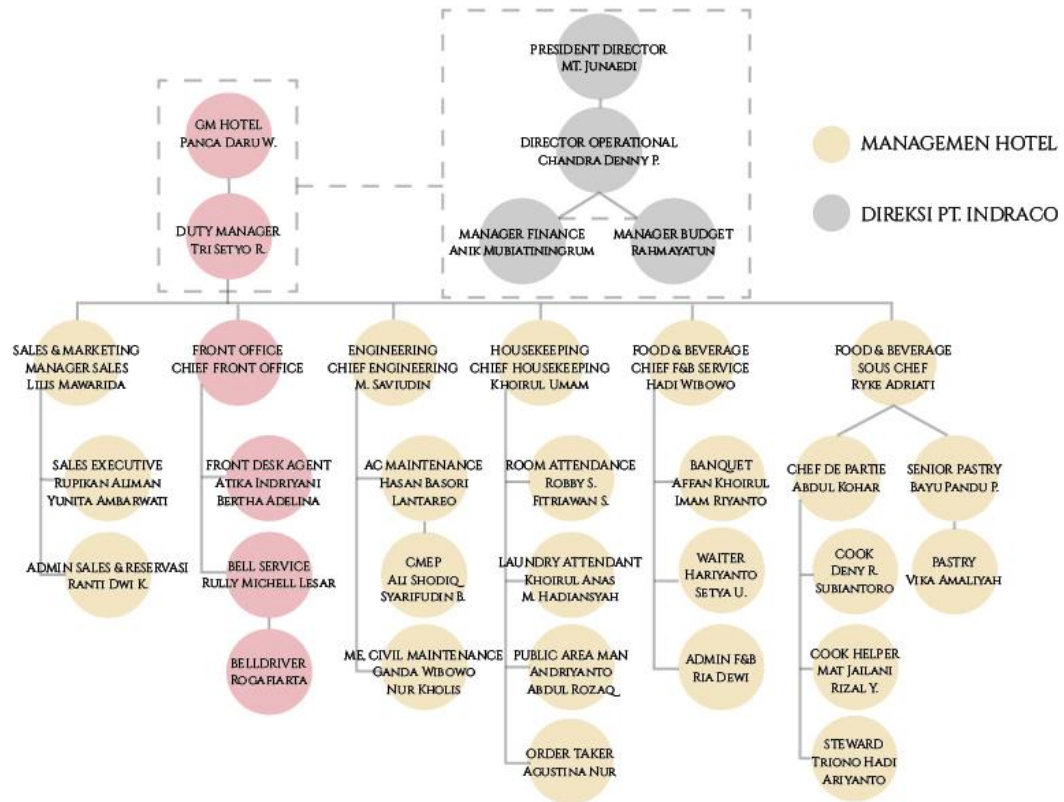 PRESIDENT DIRECTOR
MT. JUNAEDI
GM HOTEL
PANCA DARU W.
DIRECTOR OPERATIONAL
CHANDRA DENNY P.
MANAGEMEN HOTEL
DIREKSI PT. INDRACO
DUTY MANAGER
TRI SETYO R.
MANAGER FINANCE
ANIK MUBIATININGRUM
MANAGER BUDGET
RAHMAYATUN
SALES & MARKETING
MANAGER SALES
LILIS MAWARIDA
FRONT OFFICE
CHIEF FRONT OFFICE
ENGINEERING
CHIEF ENGINEERING
M. SAVIUDIN
HOUSEKEEPING
CHIEF HOUSEKEEPING
KHOIRUL UMAM
FOOD & BEVERAGE
CHIEF F&B SERVICE
HADI WIBOWO
FOOD & BEVERAGE
SOUS CHEF
RYKE ADRIATI
SALES EXECUTIVE
RUPIKAN ALIMAN
YUNITA AMBARWATI
FRONT DESK AGENT
ATIKA INDRIYANI
BERTHA ADELINA
AC MAINTENANCE
HASAN BASORI
LANTAREO
ROOM ATTENDANCE
ROBBY S.
FITRIAWAN S.
BANQUET
AFFAN KHOIRUL
IMAM RIYANTO
CHEF DE PARTIE
ABDUL KOHAR
SENIOR PASTRY
BAYU PANDU P.
ADMIN SALES & RESERVASI
RANTI DWI K.
BELL SERVICE
RULLY MICHELL LESAR
CMEP
ALI SHODIQ
SYARIFUDIN B.
LAUNDRY ATTENDANT
KHOIRUL ANAS
M. HADIANSYAH
WAITER
HARIYANTO
SETYA U.
COOK
DENY R.
SUBIANTORO
PASTRY
VIKA AMALIYAH
BELLDRIVER
ROGAFIARTA
ME. CIVIL MAINTENANCE
GANDA WIBOWO
NUR KHOLIS
PUBLIC AREA MAN
ANDRIYANTO
ABDUL ROZAQ
ADMIN F&B
RIA DEWI
COOK HELPER
MAT JAILANI
RIZAL Y.
ORDER TAKER
AGUSTINA NUR
STEWARD
TRIONO HADI
ARIYANTO